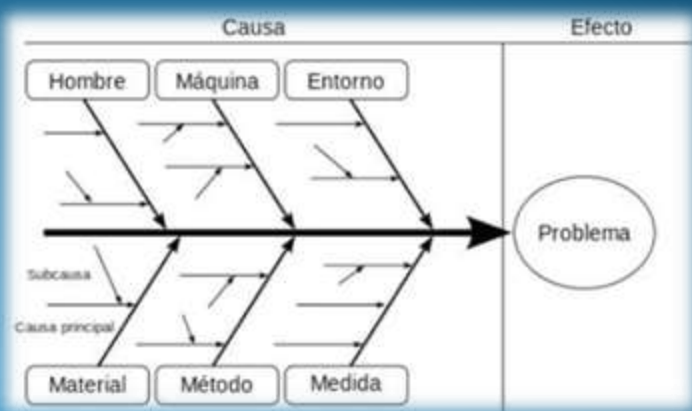 Causa
Efecto
Hombre
Máquina
Entorno
Problema
Subcausa
Causa principal
Material
Método
Medida